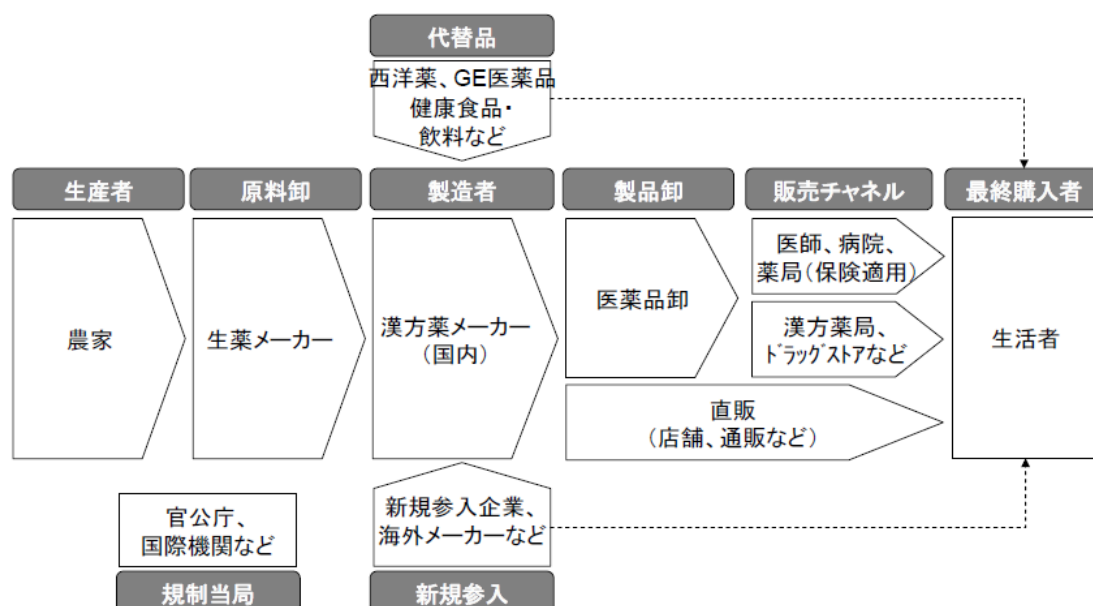 代替品
西洋薬、GE医薬品
健康食品・
飲料など
生産者
原料卸
製造者
製品卸
販売チャネル
最終購入者
農家
生薬メーカー
漢方薬メーカー
（国内）
医薬品卸
医師、病院、
薬局（保険適用）
漢方薬局、
ドラッグストアなど
直販
（店舗、通販など）
生活者
官公庁、
国際機関など
規制当局
新規参入企業、
海外メーカーなど
新規参入